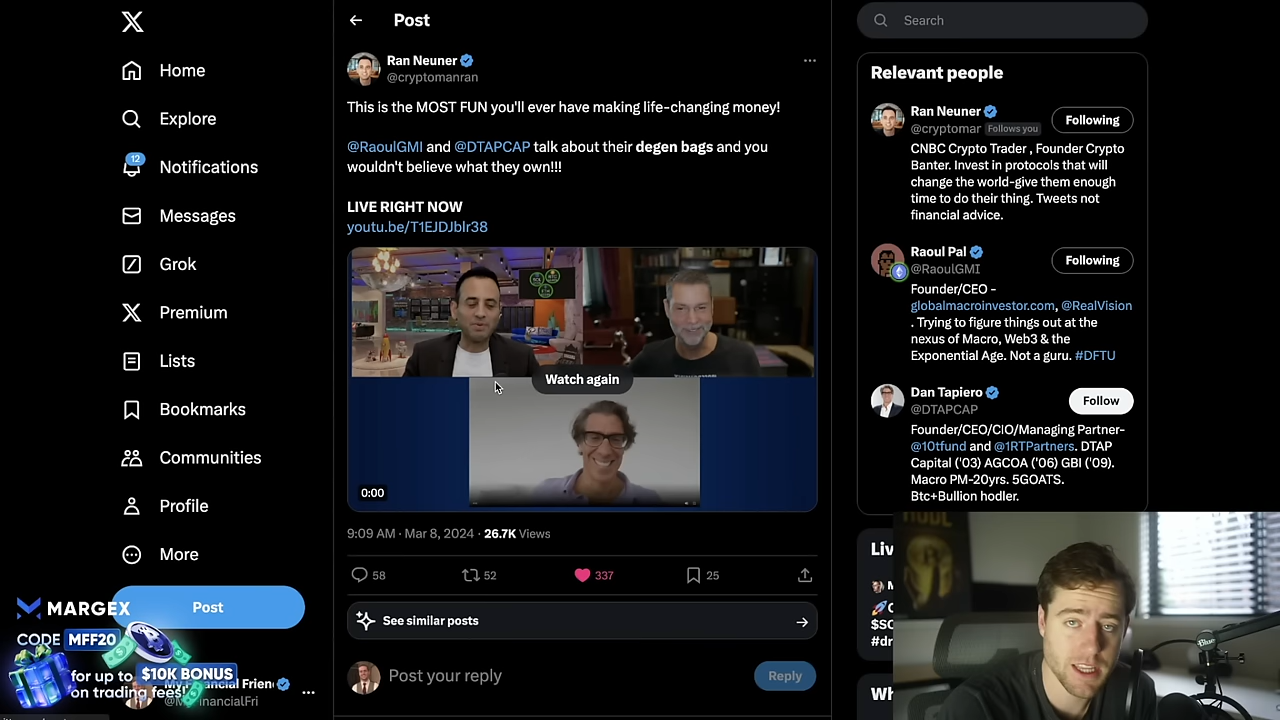 Home
Explore
12
Notifications
Messages
Grok
Premium
Lists
Bookmarks
Communities
Profile
More
Post
MARGEX
CODE MFF20
for up to $10K BONUS
on trading fees!
Post
Ran Neuner
@cryptomanran
This is the MOST FUN you'll ever have making life-changing money!
@RaoulGMI and @DTAPCAP talk about their degen bags and you
wouldn't believe what they own!!!
LIVE RIGHT NOW
youtu.be/T1EJDJblr38
Watch again
0:00
9:09 AM · Mar 8, 2024 · 26.7K Views
58
52
337
25
See similar posts
Post your reply
Reply
Search
Relevant people
Ran Neuner
@cryptomar Follows you
Following
CNBC Crypto Trader , Founder Crypto
Banter. Invest in protocols that will
change the world-give them enough
time to do their thing. Tweets not
financial advice.
Raoul Pal
@RaoulGMI
Following
Founder/CEO -
globalmacroinvestor.com, @RealVision
. Trying to figure things out at the
nexus of Macro, Web3 & the
Exponential Age. Not a guru. #DFTU
Dan Tapiero
@DTAPCAP
Follow
Founder/CEO/CIO/Managing Partner-
@10tfund and @1RTPartners. DTAP
Capital ('03) AGCOA ('06) GBI ('09).
Macro PM-20yrs. 5GOATS.
Btc+Bullion hodler.
Liv
$SO
#dr
Wh
HODL
Blue